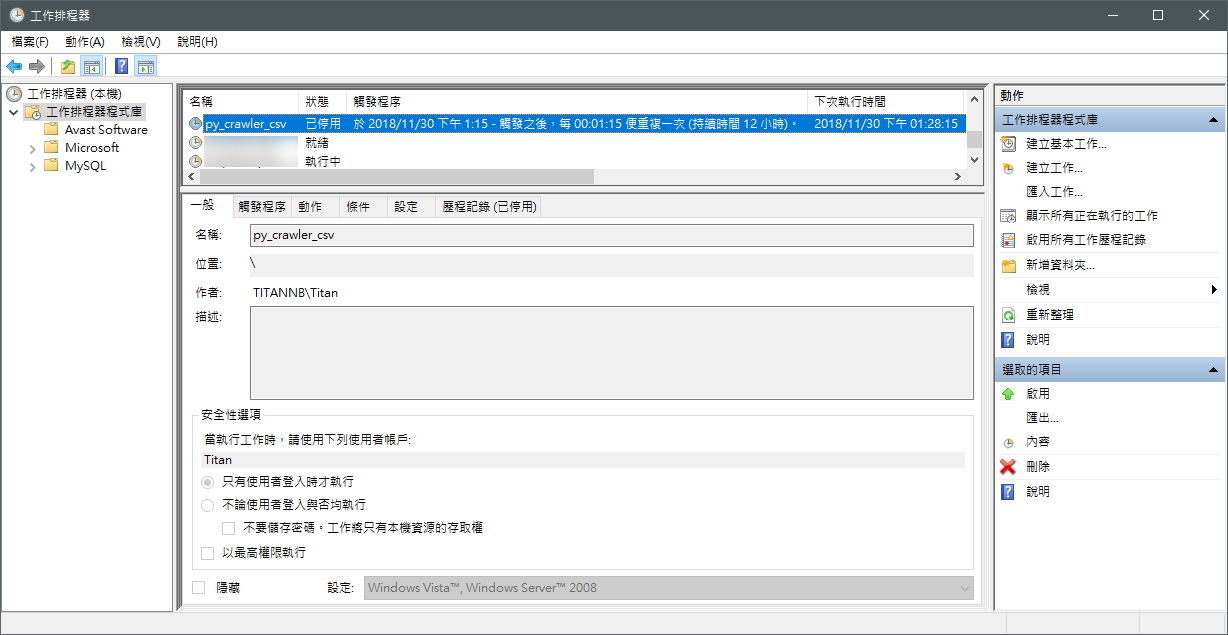 工作排程器
檔案(F) 動作(A) 檢視(V) 說明(H)
工作排程器 (本機)
工作排程器程式庫
Avast Software
Microsoft
MySQL
名稱 狀態 觸發程序 下次執行時間
py_crawler_csv 已停用 於 2018/11/30 下午 1:15 - 觸發之後，每 00:01:15 便重複一次 (持續時間 12 小時)。 2018/11/30 下午 01:28:15
就緒
執行中
一般 觸發程序 動作 條件 設定 歷程記錄 (已停用)
名稱: py_crawler_csv
位置: \
作者: TITANNB\Titan
描述:
安全性選項
當執行工作時，請使用下列使用者帳戶:
Titan
只有使用者登入時才執行
不論使用者登入與否均執行
不要儲存密碼。工作將只有本機資源的存取權
以最高權限執行
隱藏 設定: Windows Vista™, Windows Server™ 2008
動作
工作排程器程式庫
建立基本工作...
建立工作...
匯入工作...
顯示所有正在執行的工作
啟用所有工作歷程記錄
新增資料夾...
檢視
重新整理
說明
選取的項目
啟用
匯出...
內容
刪除
說明